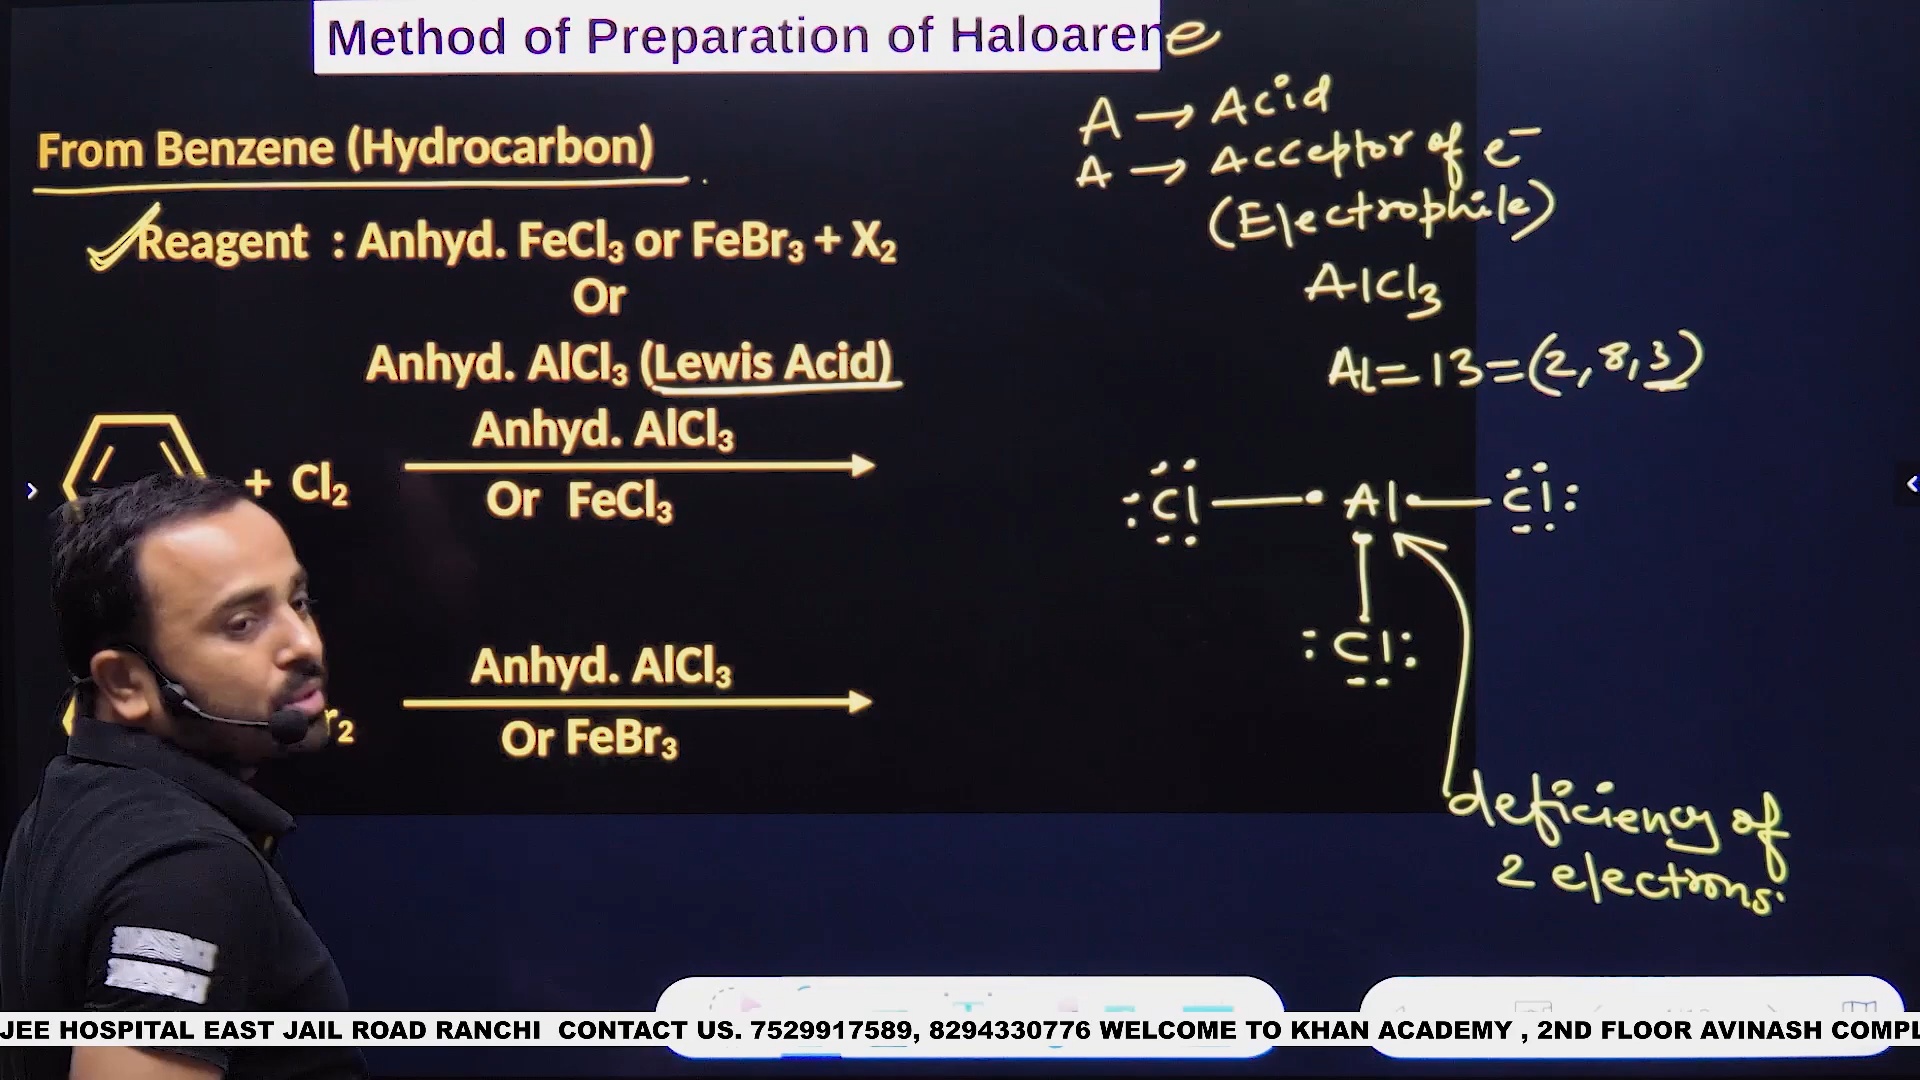 Method of Preparation of Haloarene
From Benzene (Hydrocarbon)
Reagent : Anhyd. FeCl₃ or FeBr₃ + X₂
Or
Anhyd. AlCl₃ (Lewis Acid)
Anhyd. AlCl₃
+ Cl₂
Or FeCl₃
Anhyd. AlCl₃
r₂
Or FeBr₃
A → Acid
A → Acceptor of e⁻
(Electrophile)
AlCl₃
Al = 13 = (2, 8, 3)
:Cl — Al — Cl:
:Cl:
deficiency of
2 electrons.
JEE HOSPITAL EAST JAIL ROAD RANCHI CONTACT US. 7529917589, 8294330776 WELCOME TO KHAN ACADEMY , 2ND FLOOR AVINASH COMPL